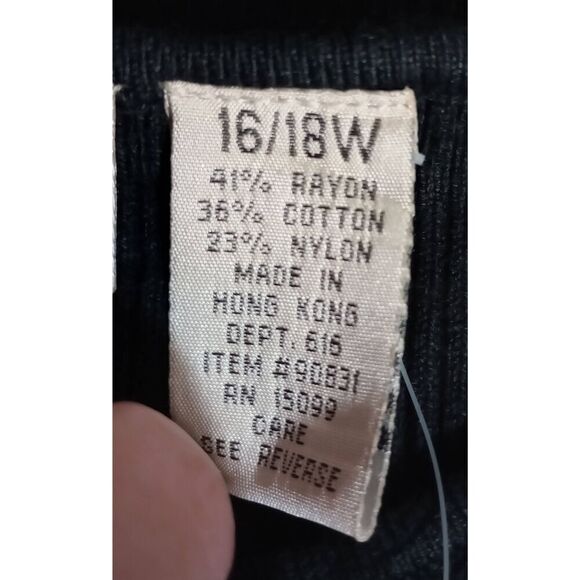 16/18W
41% RAYON
36% COTTON
23% NYLON
MADE IN
HONG KONG
DEPT. 616
ITEM #90831
RN 15099
CARE
SEE REVERSE